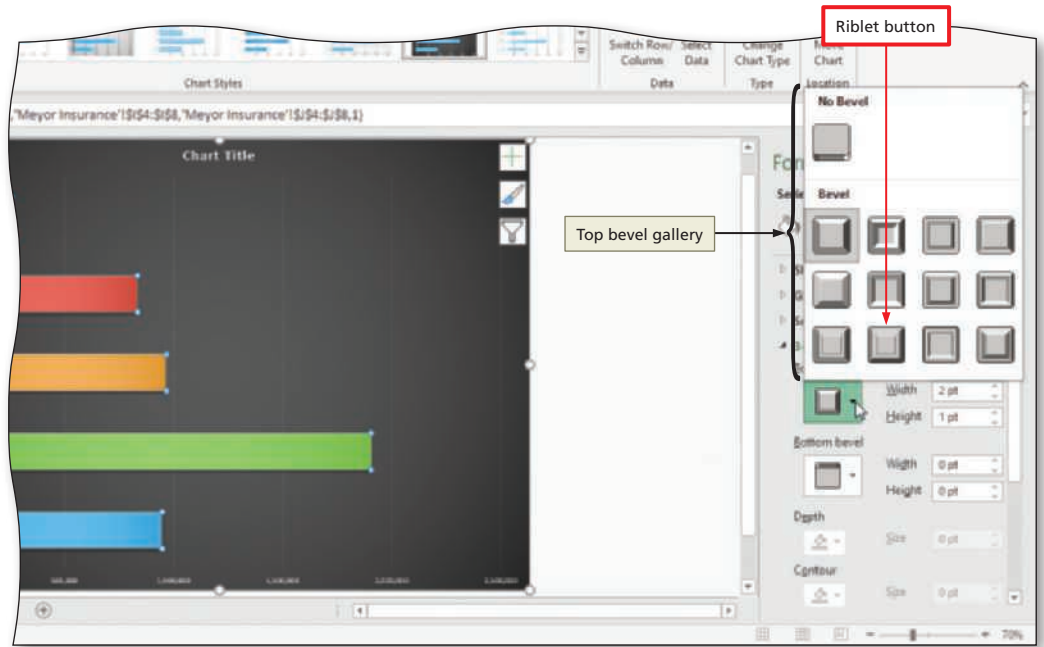 Riblet button
Switch Row/ Select
Column Data
Change
Chart Type
Move
Chart
Chart Styles
Data
Type
Location
No Bevel
"Meyor Insurance'!$I$4:$I$8,'Meyor Insurance'!$J$4:$J$8,1)
Chart Title
Bevel
Top bevel gallery
Width 2 pt
Height 1 pt
Bottom bevel
Width 0 pt
Height 0 pt
Depth
Size 0 pt
Contour
Size 0 pt
70%